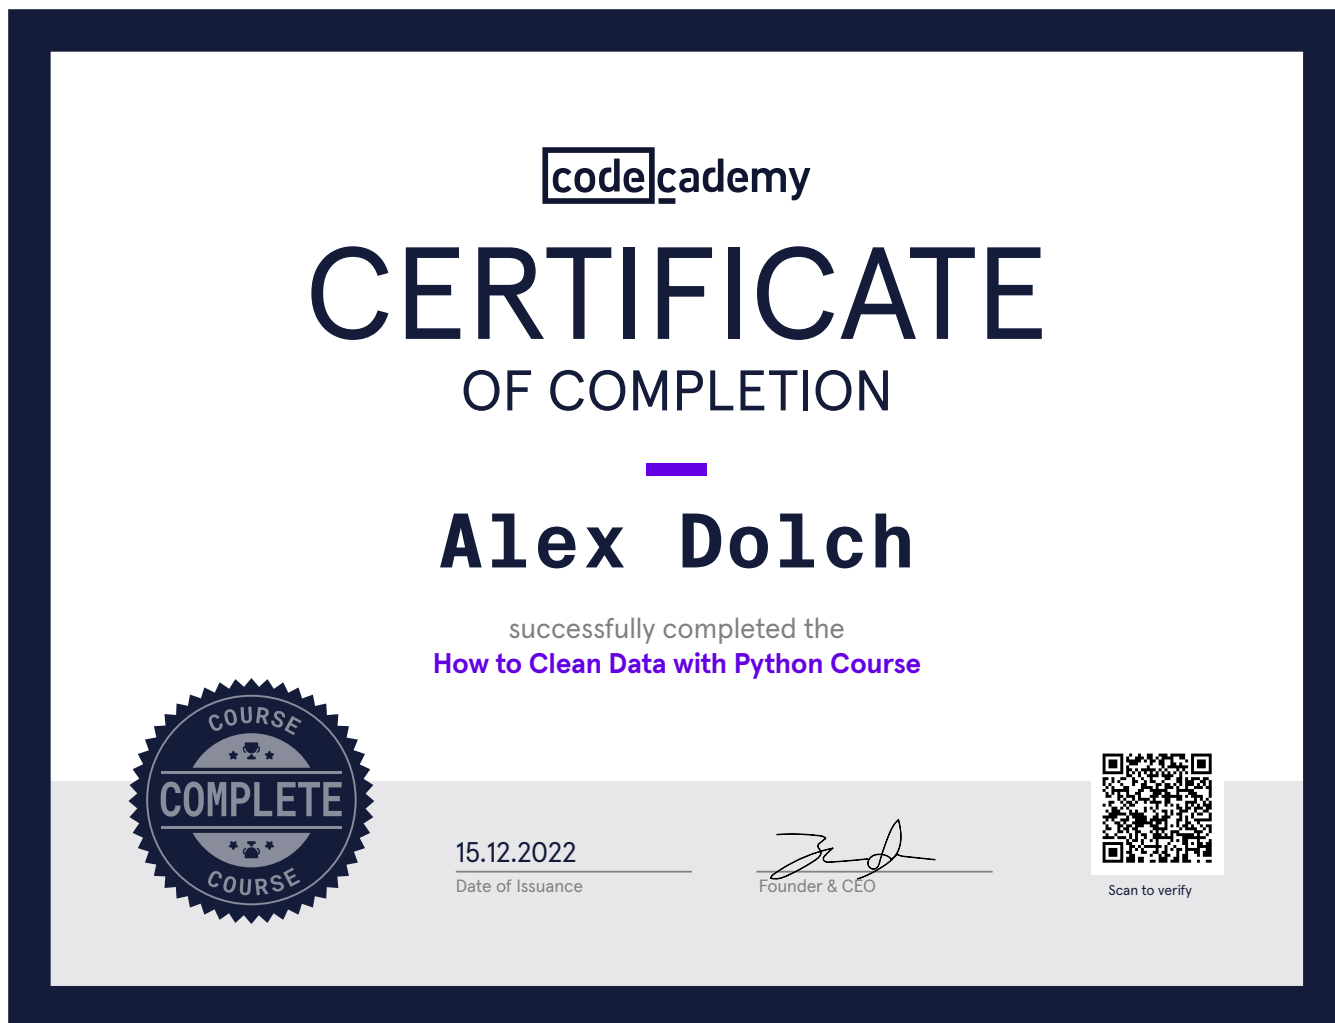 codecademy
CERTIFICATE
OF COMPLETION
Alex Dolch
successfully completed the
How to Clean Data with Python Course
COURSE
COMPLETE
COURSE
15.12.2022
Date of Issuance
Founder & CEO
Scan to verify